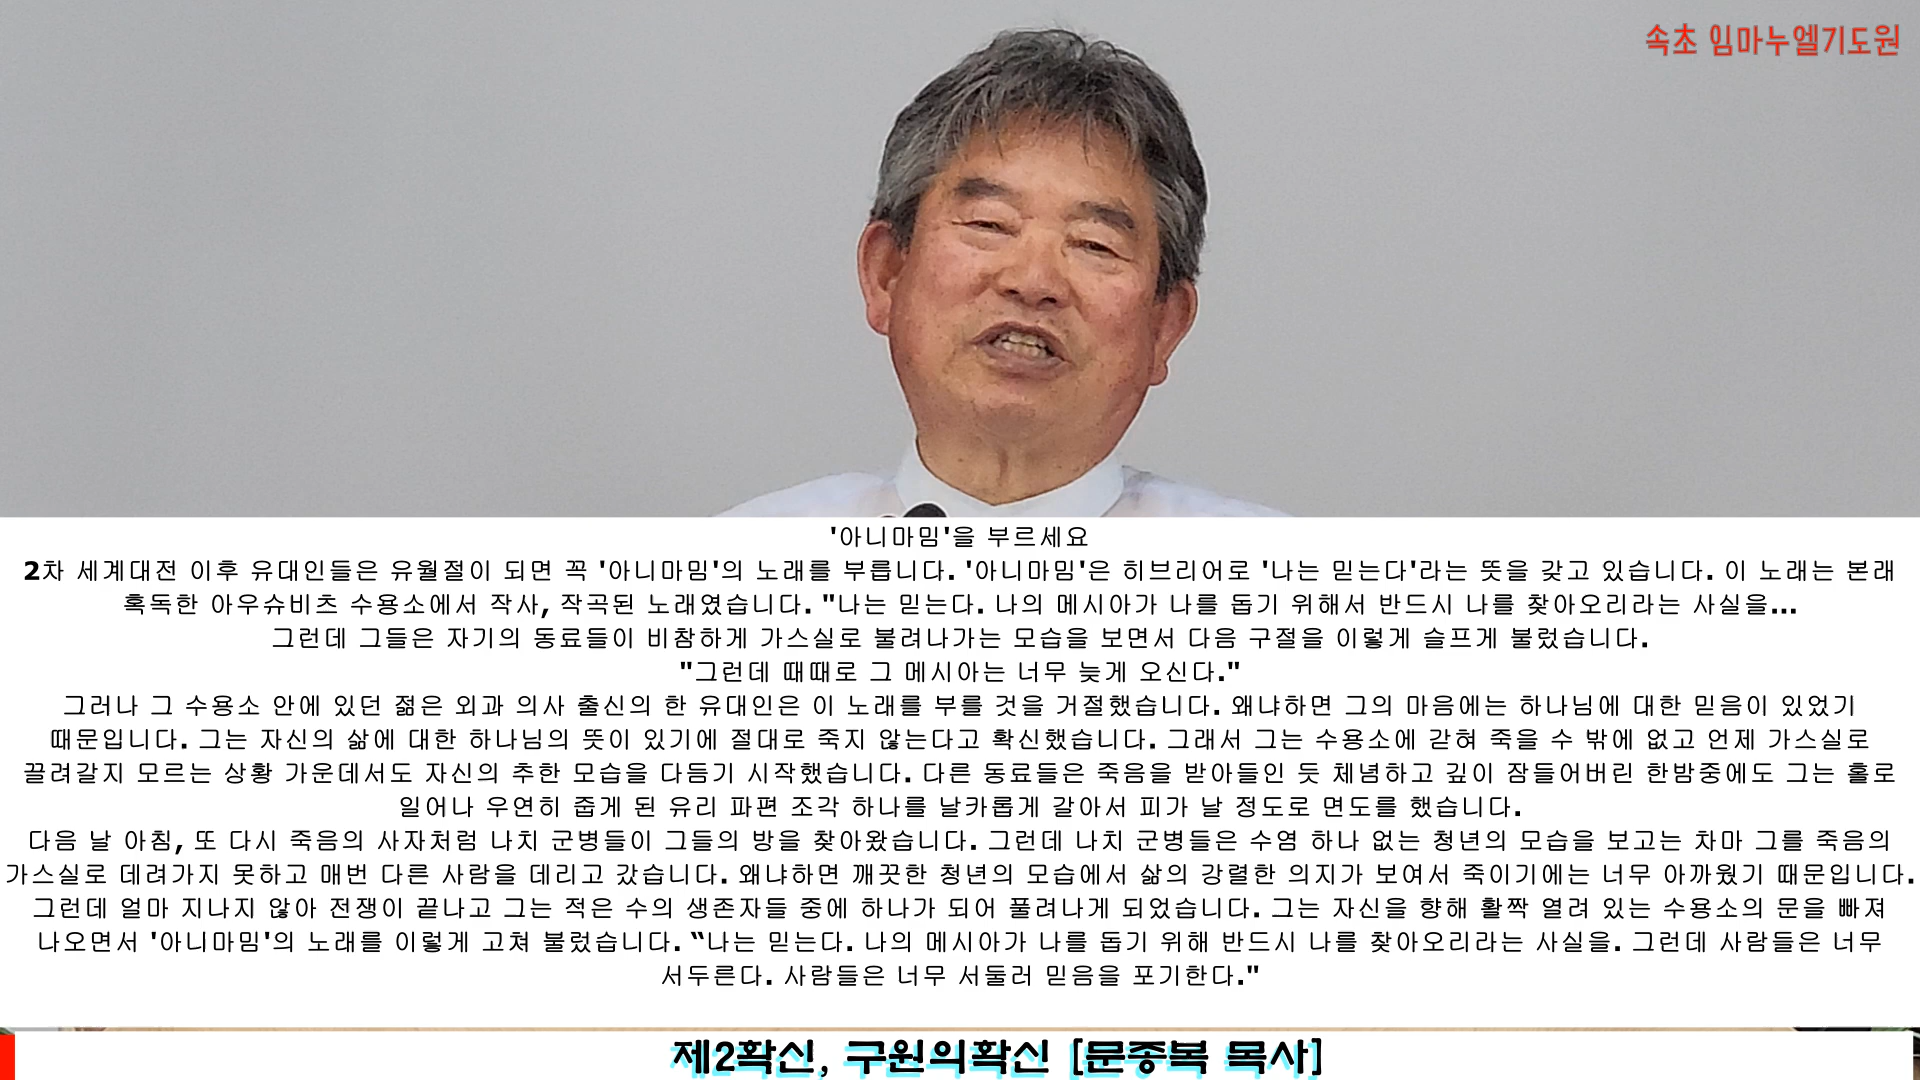 속초 임마누엘기도원
'아니마밈'을 부르세요
2차 세계대전 이후 유대인들은 유월절이 되면 꼭 '아니마밈'의 노래를 부릅니다. '아니마밈'은 히브리어로 '나는 믿는다'라는 뜻을 갖고 있습니다. 이 노래는 본래
혹독한 아우슈비츠 수용소에서 작사, 작곡된 노래였습니다. "나는 믿는다. 나의 메시아가 나를 돕기 위해서 반드시 나를 찾아오리라는 사실을...
그런데 그들은 자기의 동료들이 비참하게 가스실로 불려나가는 모습을 보면서 다음 구절을 이렇게 슬프게 불렀습니다.
"그런데 때때로 그 메시아는 너무 늦게 오신다."
그러나 그 수용소 안에 있던 젊은 외과 의사 출신의 한 유대인은 이 노래를 부를 것을 거절했습니다. 왜냐하면 그의 마음에는 하나님에 대한 믿음이 있었기
때문입니다. 그는 자신의 삶에 대한 하나님의 뜻이 있기에 절대로 죽지 않는다고 확신했습니다. 그래서 그는 수용소에 갇혀 죽을 수 밖에 없고 언제 가스실로
끌려갈지 모르는 상황 가운데서도 자신의 추한 모습을 다듬기 시작했습니다. 다른 동료들은 죽음을 받아들인 듯 체념하고 깊이 잠들어버린 한밤중에도 그는 홀로
일어나 우연히 줍게 된 유리 파편 조각 하나를 날카롭게 갈아서 피가 날 정도로 면도를 했습니다.
다음 날 아침, 또 다시 죽음의 사자처럼 나치 군병들이 그들의 방을 찾아왔습니다. 그런데 나치 군병들은 수염 하나 없는 청년의 모습을 보고는 차마 그를 죽음의
가스실로 데려가지 못하고 매번 다른 사람을 데리고 갔습니다. 왜냐하면 깨끗한 청년의 모습에서 삶의 강렬한 의지가 보여서 죽이기에는 너무 아까웠기 때문입니다.
그런데 얼마 지나지 않아 전쟁이 끝나고 그는 적은 수의 생존자들 중에 하나가 되어 풀려나게 되었습니다. 그는 자신을 향해 활짝 열려 있는 수용소의 문을 빠져
나오면서 '아니마밈'의 노래를 이렇게 고쳐 불렀습니다. “나는 믿는다. 나의 메시아가 나를 돕기 위해 반드시 나를 찾아오리라는 사실을. 그런데 사람들은 너무
서두른다. 사람들은 너무 서둘러 믿음을 포기한다."
제2확신, 구원의확신 [문종복 목사]